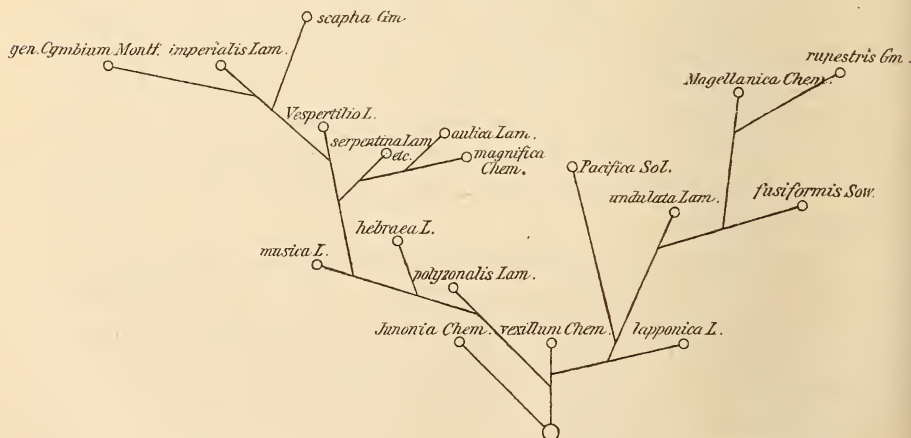 scapha Gm.
gen. Cymbium Montf. imperialis Lam.
rupestris Gm.
Magellanica Chem.
Vespertilio L.
serpentina Lam
etc.
aulica Lam.
magnifica
Chem.
Pacifica Sol.
undulata Lam.
fusiformis Sow.
hebraea L.
musica L.
polyzonalis Lam.
Junonia Chem. vexillum Chem. lapponica L.